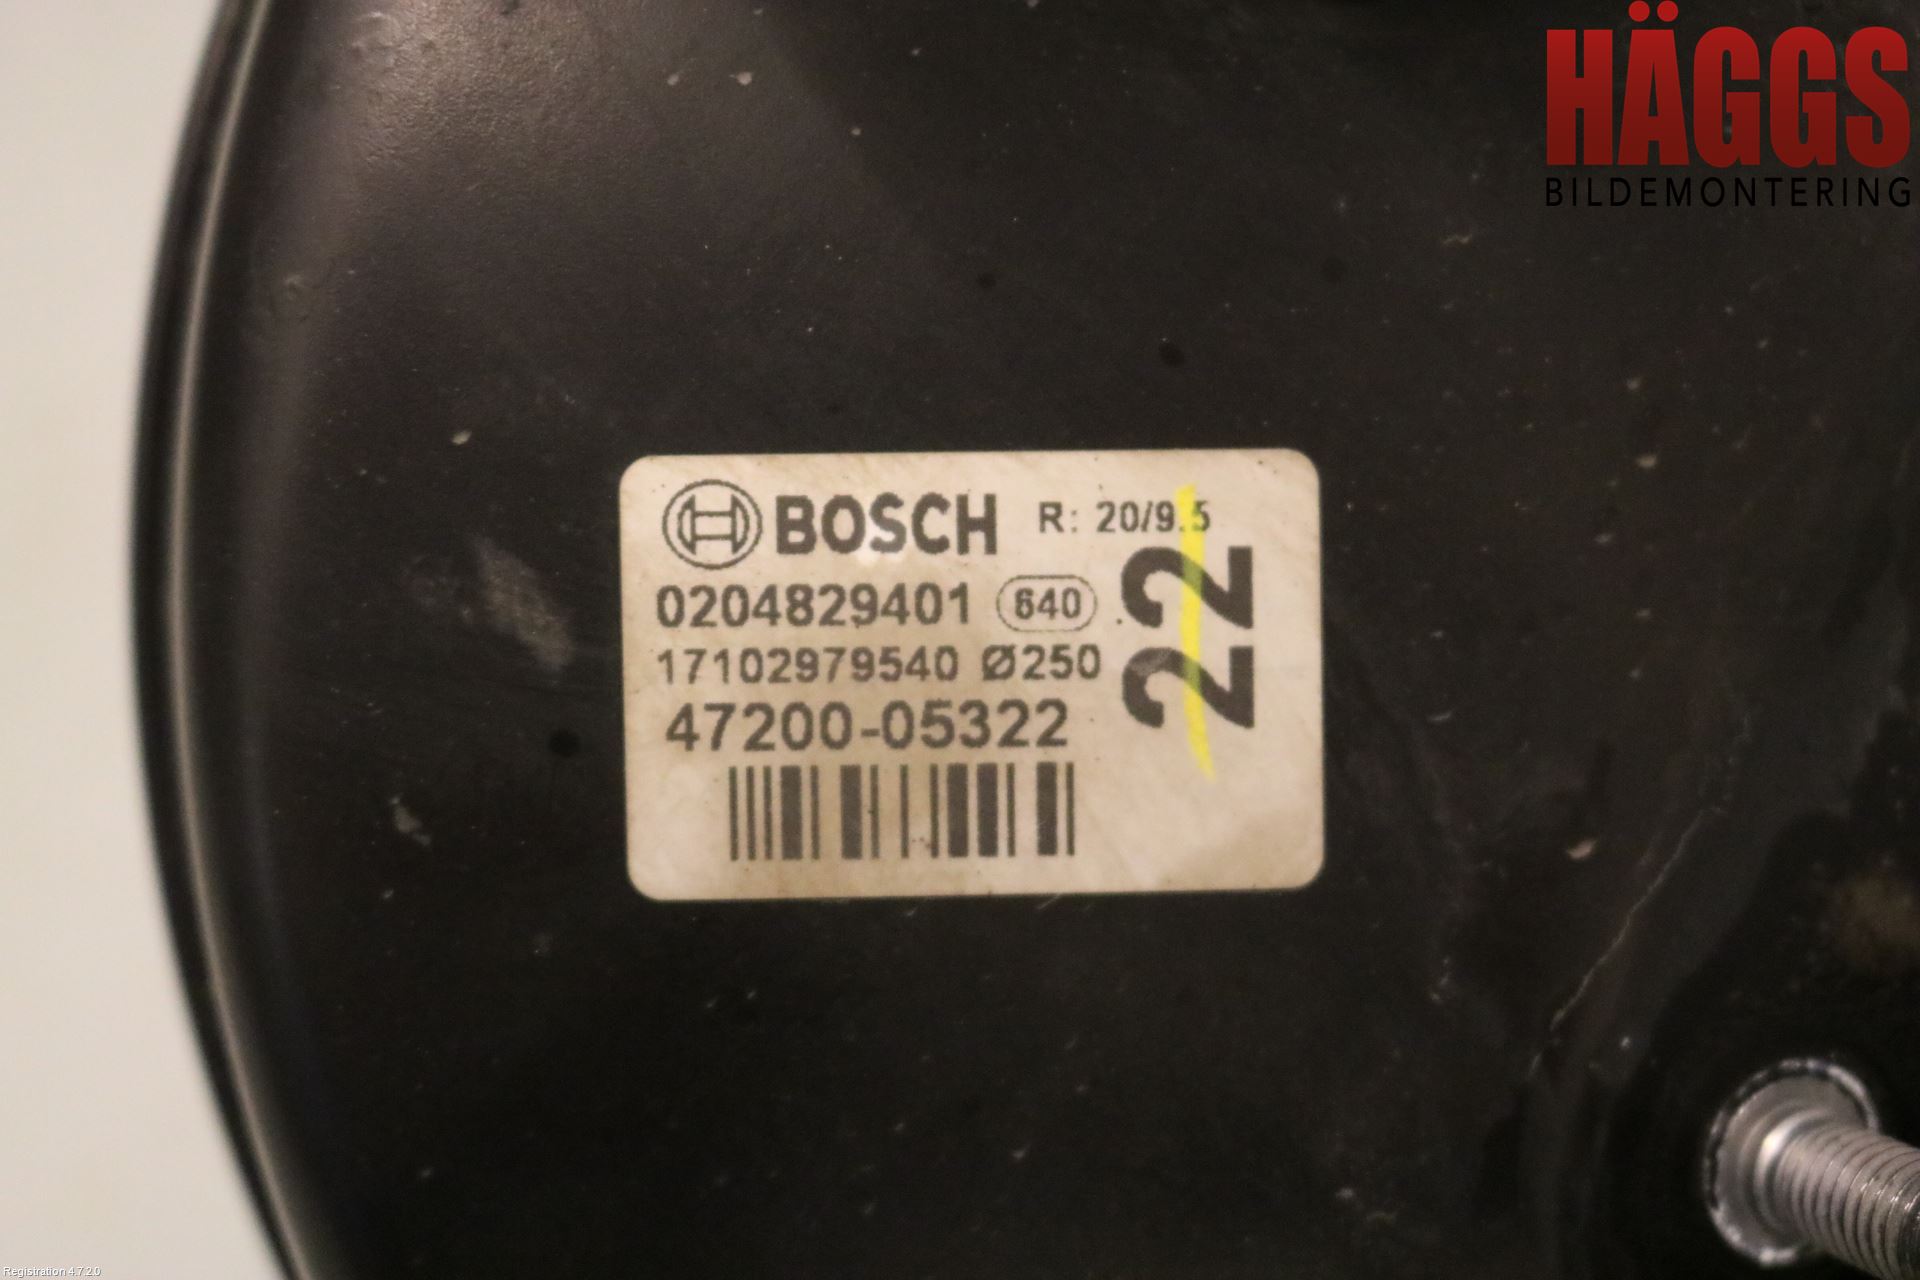 HÄGGS
BILDEMONTERING
BOSCH R: 20/9.5
0204829401 640
17102979540 Ø250
47200-05322
22
Registration 4.7.2.0